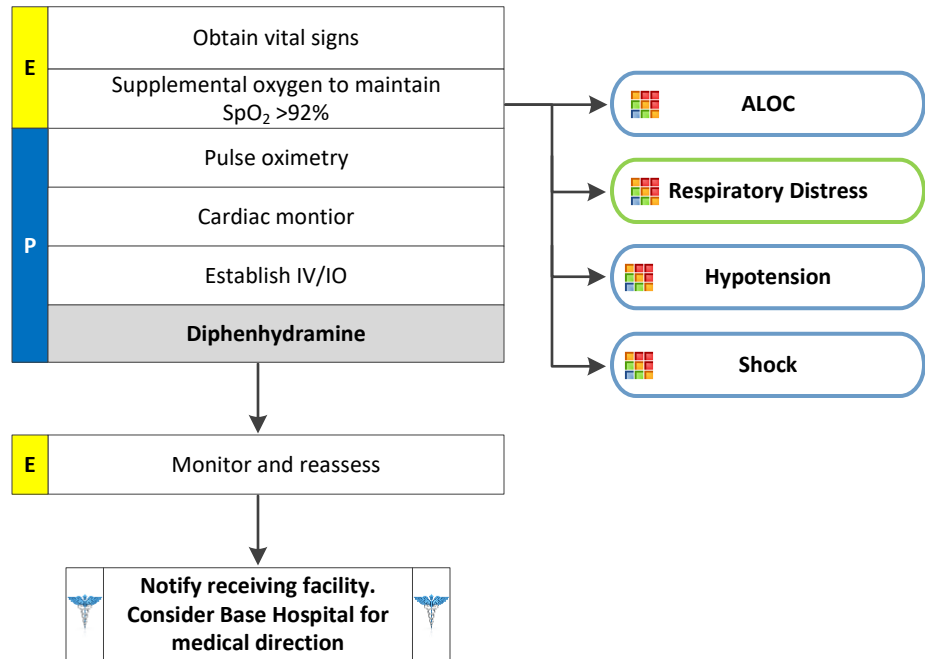 E
Obtain vital signs
Supplemental oxygen to maintain
SpO₂ >92%
P
Pulse oximetry
Cardiac montior
Establish IV/IO
Diphenhydramine
ALOC
Respiratory Distress
Hypotension
Shock
E
Monitor and reassess
Notify receiving facility.
Consider Base Hospital for
medical direction